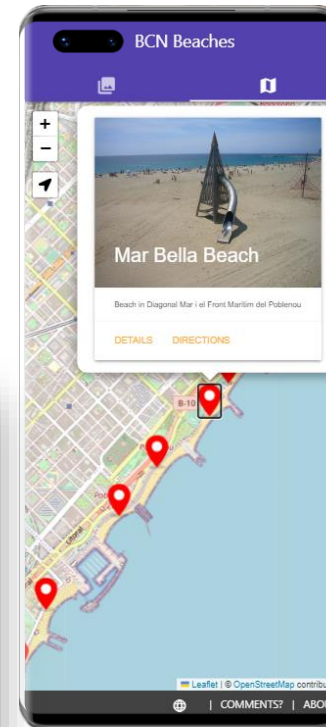 BCN Beaches
+
−
Mar Bella Beach
Beach in Diagonal Mar i el Front Marítim del Poblenou
DETAILS DIRECTIONS
B-10
Litoral
Leaflet | © OpenStreetMap contribu
| COMMENTS? | ABO